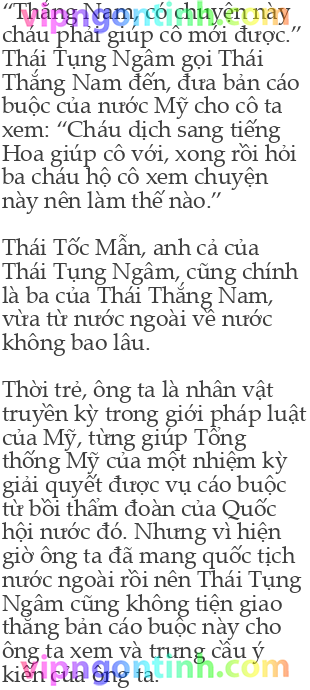 “Thắng Nam, có chuyện này
cháu phải giúp cô mới được.”
Thái Tụng Ngâm gọi Thái
Thắng Nam đến, đưa bản cáo
buộc của nước Mỹ cho cô ta
xem: “Cháu dịch sang tiếng
Hoa giúp cô với, xong rồi hỏi
ba cháu hộ cô xem chuyện
này nên làm thế nào.”
Thái Tốc Mẫn, anh cả của
Thái Tụng Ngâm, cũng chính
là ba của Thái Thắng Nam,
vừa từ nước ngoài về nước
không bao lâu.
Thời trẻ, ông ta là nhân vật
truyền kỳ trong giới pháp luật
của Mỹ, từng giúp Tổng
thống Mỹ của một nhiệm kỳ
giải quyết được vụ cáo buộc
từ bồi thẩm đoàn của Quốc
hội nước đó. Nhưng vì hiện
giờ ông ta đã mang quốc tịch
nước ngoài rồi nên Thái Tụng
Ngâm cũng không tiện giao
thẳng bản cáo buộc này cho
ông ta xem và trưng cầu ý
kiến của ông ta.
vipngontinh.com
vipngontinh.com